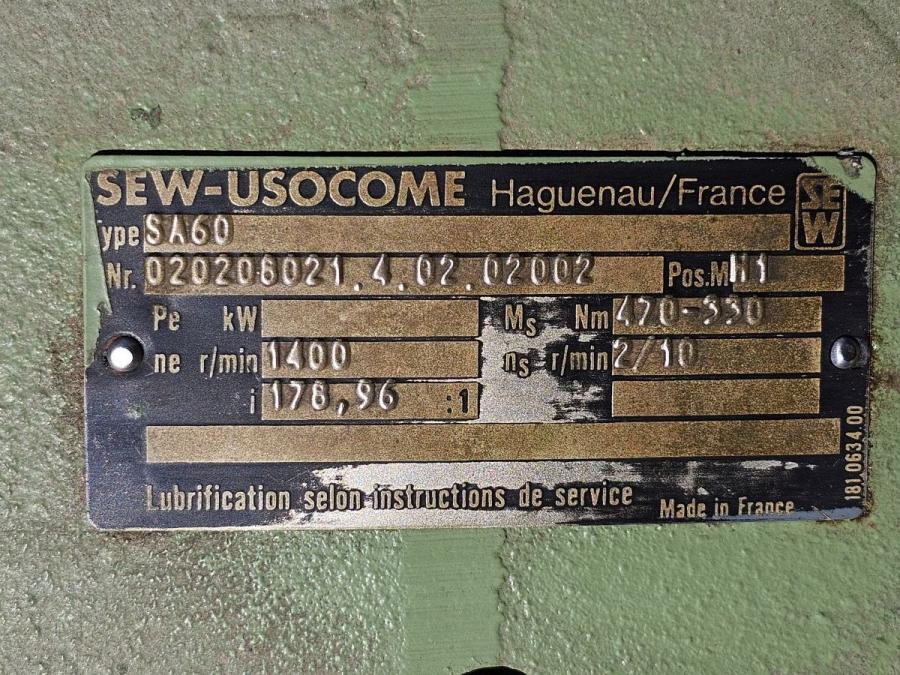 SEW-USOCOME Haguenau/France SEW
ype SA60
Nr. 020208021.4.02.02002 Pos.M H1
Pe kW Ms Nm 470-330
ne r/min 1400 ns r/min 2/10
i 178,96 :1
Lubrification selon instructions de service
Made in France
181 0634.00